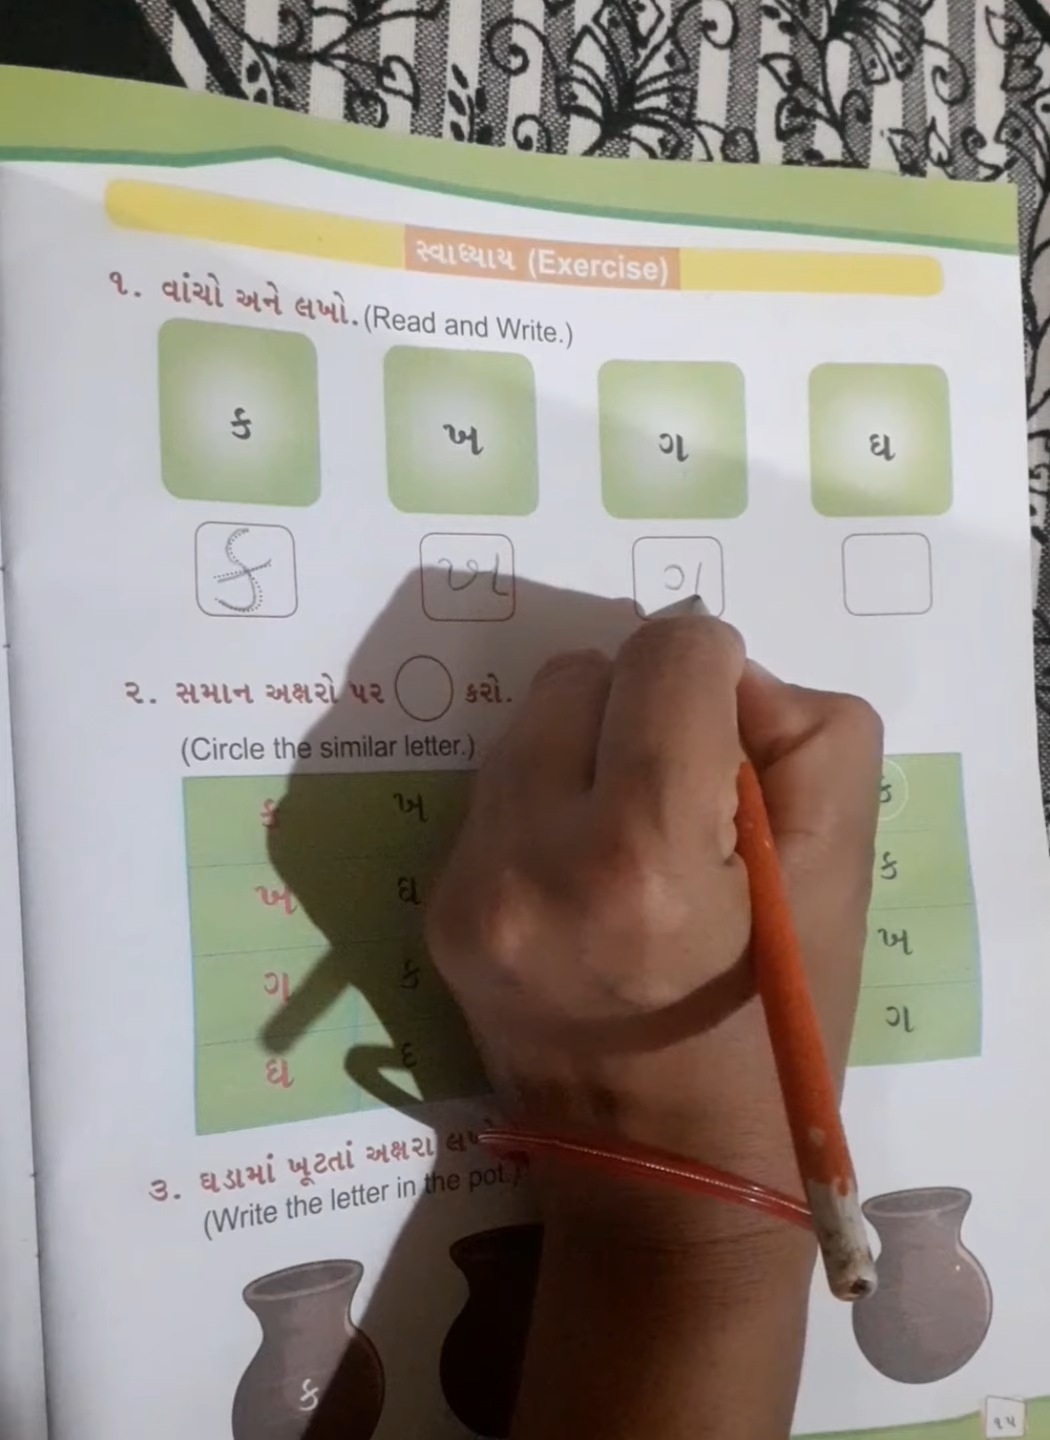 સ્વાધ્યાય (Exercise)
૧. વાંચો અને લખો. (Read and Write.)
ક ખ ગ ઘ
ક ખ ગ
૨. સમાન અક્ષરો પર કરો.
(Circle the similar letter.)
ક ખ ક
ખ ઘ ક
ગ ક ખ
ઘ ગ
૩. ઘડામાં ખૂટતાં અક્ષરો
(Write the letter in the pot.)
ક
૧૫